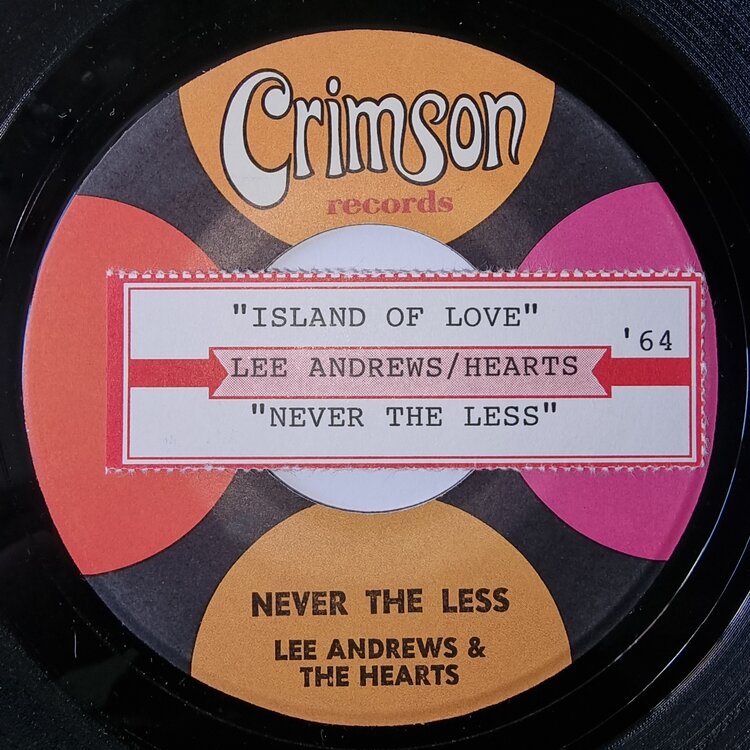 Crimson
records
"ISLAND OF LOVE"
'64
LEE ANDREWS/HEARTS
"NEVER THE LESS"
NEVER THE LESS
LEE ANDREWS &
THE HEARTS